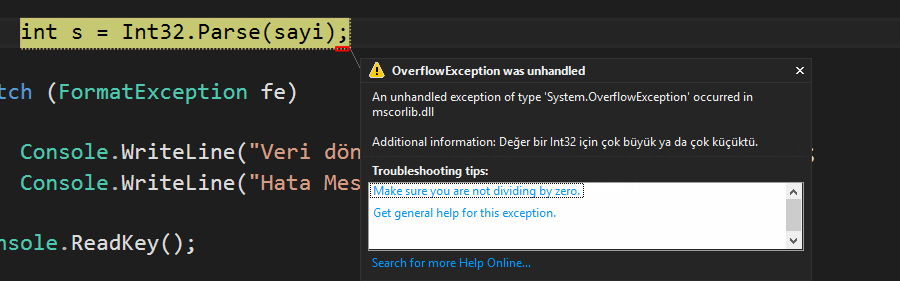 int s = Int32.Parse(sayi);
tch (FormatException fe)
Console.WriteLine("Veri dön
Console.WriteLine("Hata Mes
nsole.ReadKey();
OverflowException was unhandled
An unhandled exception of type 'System.OverflowException' occurred in
mscorlib.dll
Additional information: Değer bir Int32 için çok büyük ya da çok küçüktü.
Troubleshooting tips:
Make sure you are not dividing by zero.
Get general help for this exception.
Search for more Help Online...